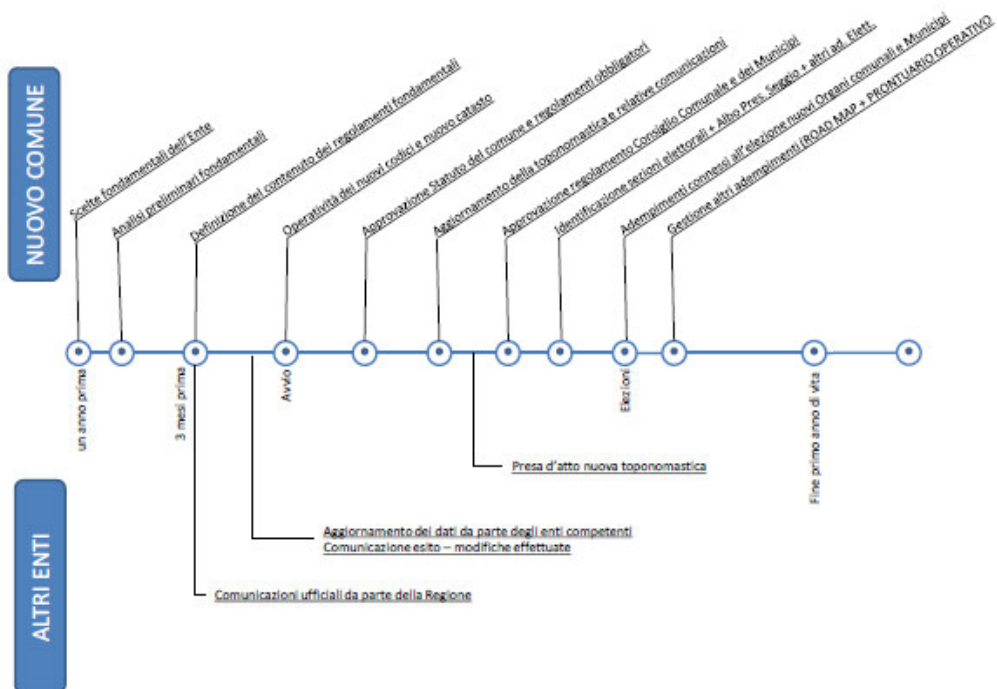 NUOVO COMUNE
Scelte fondamentali dell'Ente
Analisi preliminari fondamentali
Definizione del contenuto dei regolamenti fondamentali
Operatività dei nuovi codici e nuovo catasto
Approvazione Statuto del comune e regolamenti obbligatori
Aggiornamento della toponomastica e relative comunicazioni
Approvazione regolamento Consiglio Comunale e dei Municipi
Identificazione sezioni elettorali + Albo Pres. Seggio + altri ad. Elett.
Adempimenti connessi all'elezione nuovi Organi comunali e Municipi
Gestione altri adempimenti (ROAD MAP + PRONTUARIO OPERATIVO
un anno prima
3 mesi prima
Avvio
Elezioni
Fine primo anno di vita
Presa d'atto nuova toponomastica
Aggiornamento dei dati da parte degli enti competenti
Comunicazione esito – modifiche effettuate
Comunicazioni ufficiali da parte della Regione
ALTRI ENTI